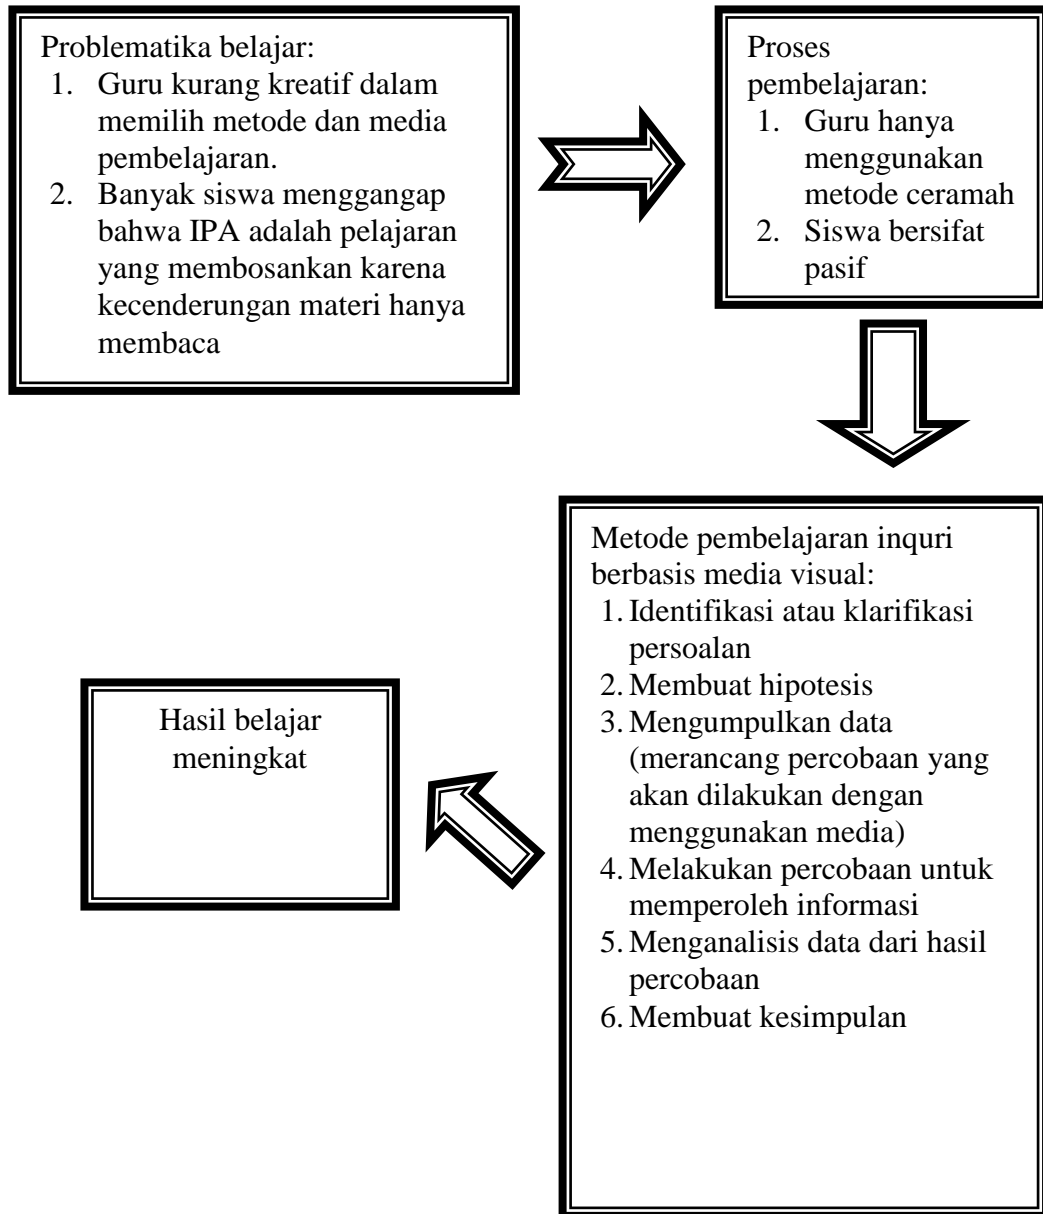 Problematika belajar:
1. Guru kurang kreatif dalam
memilih metode dan media
pembelajaran.
2. Banyak siswa menggangap
bahwa IPA adalah pelajaran
yang membosankan karena
kecenderungan materi hanya
membaca
Proses
pembelajaran:
1. Guru hanya
menggunakan
metode ceramah
2. Siswa bersifat
pasif
Metode pembelajaran inquri
berbasis media visual:
1. Identifikasi atau klarifikasi
persoalan
2. Membuat hipotesis
3. Mengumpulkan data
(merancang percobaan yang
akan dilakukan dengan
menggunakan media)
4. Melakukan percobaan untuk
memperoleh informasi
5. Menganalisis data dari hasil
percobaan
6. Membuat kesimpulan
Hasil belajar
meningkat